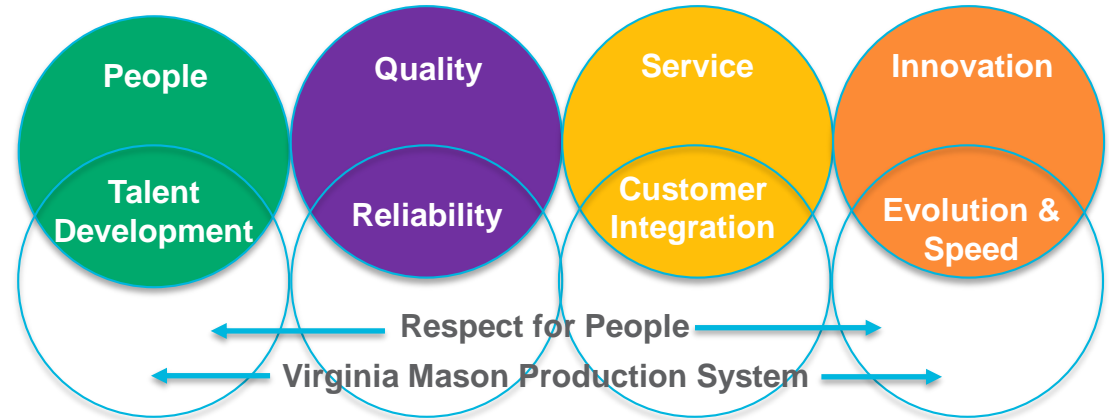 People
Quality
Service
Innovation
Talent
Development
Reliability
Customer
Integration
Evolution &
Speed
Respect for People
Virginia Mason Production System